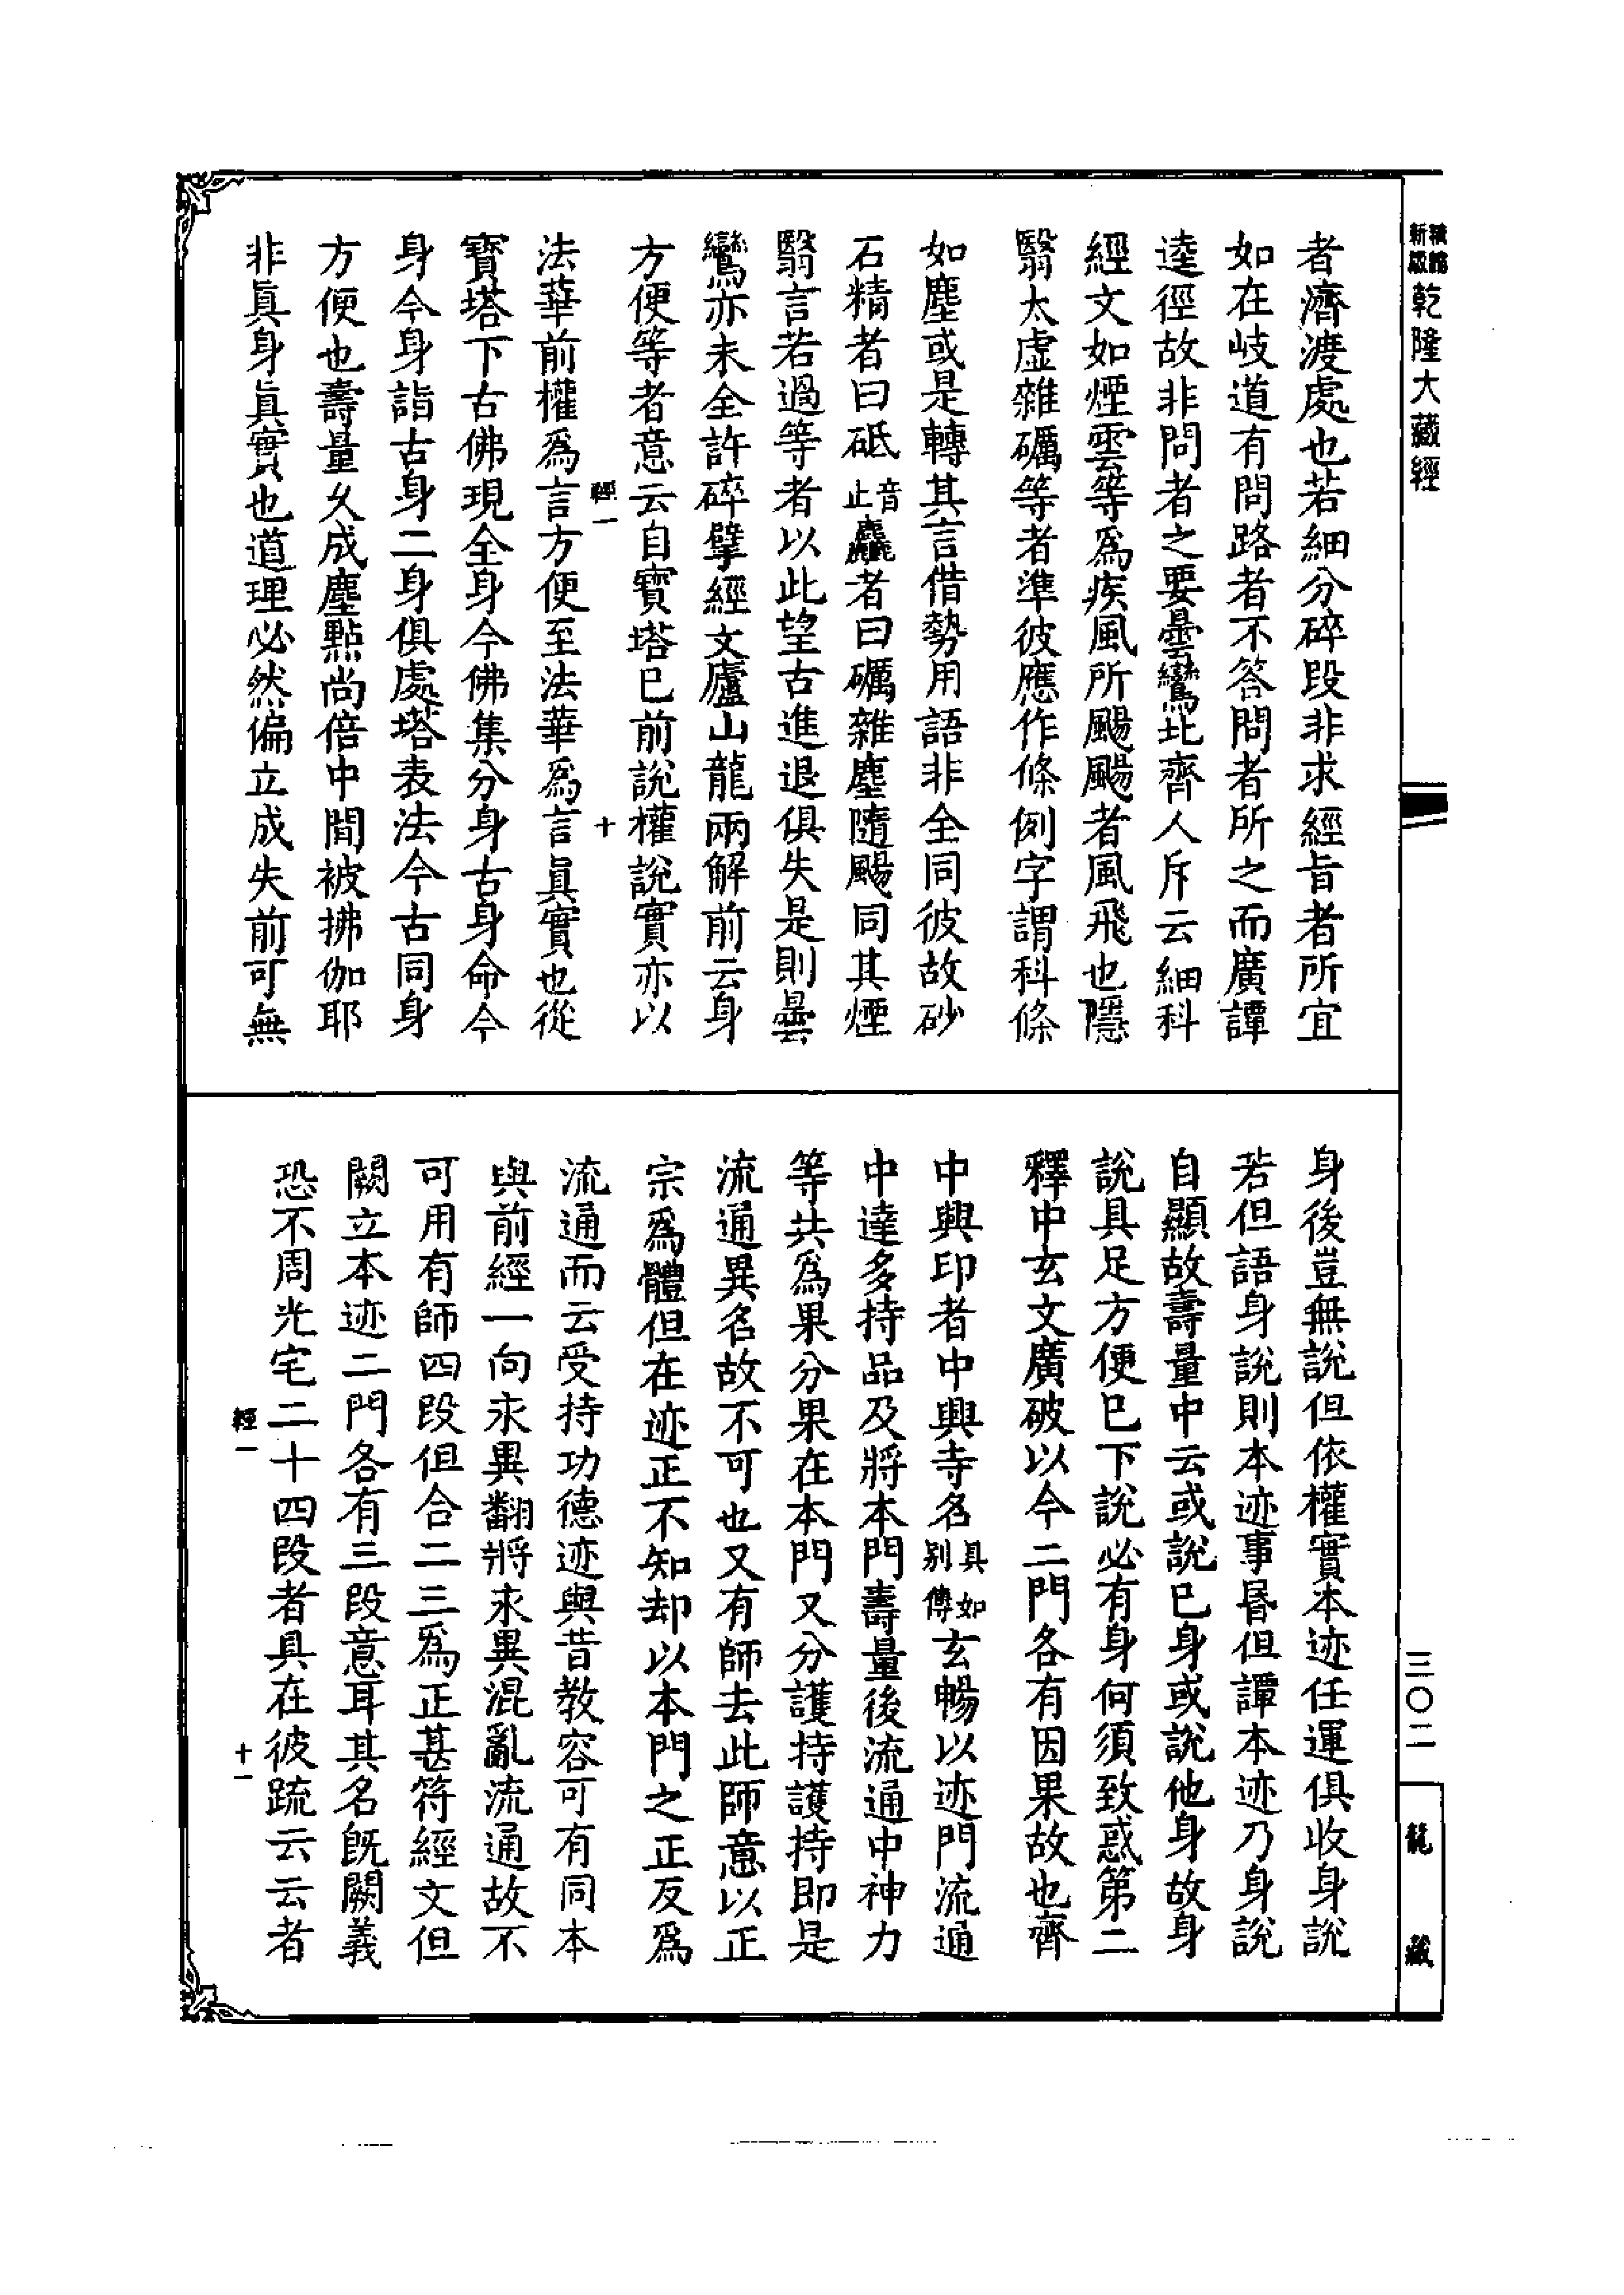 新版
乾隆大藏經
者濟渡處也若細分碎段非求經旨者所宜
如在岐道有問路者不答問者所之而廣譚
逵徑故非問者之要曇鸞北齊人斥云細科
經文如煙雲等爲疾風所颺颺者風飛也隱
翳太虛雜礪等者準彼應作條例字謂科條
如塵或是轉其言借勢用語非全同彼故砂
石精者曰砥音止麤者曰礪雜塵隨颺同其煙
翳言若過等者以此望古進退俱失是則曇
鸞亦未全許碎擘經文廬山龍兩解前云身
方便等者意云自寶塔已前說權說實亦以
經一
十
法華前權爲言方便至法華爲言眞實也從
寶塔下古佛現全身今佛集分身古身命今
身今身詣古身二身俱處塔表法今古同身
方便也壽量久成塵點尚倍中間被拂伽耶
非眞身眞實也道理必然偏立成失前可無
身後豈無說但依權實本迹任運俱收身說
若但語身說則本迹事昬但譚本迹乃身說
自顯故壽量中云或說已身或說他身故身
說具足方便已下說必有身何須致惑第二
釋中玄文廣破以今二門各有因果故也齊
中興印者中興寺名具如別傳玄暢以迹門流通
中達多持品及將本門壽量後流通中神力
等共爲果分果在本門又分護持護持即是
流通異名故不可也又有師去此師意以正
宗爲體但在迹正不知却以本門之正反爲
流通而云受持功德迹與昔教容可有同本
與前經一向永異翻將永異混亂流通故不
可用有師四段但合二三爲正甚符經文但
闕立本迹二門各有三段意耳其名旣闕義
恐不周光宅二十四段者具在彼疏云云者
經一
十一
三〇二
龍藏